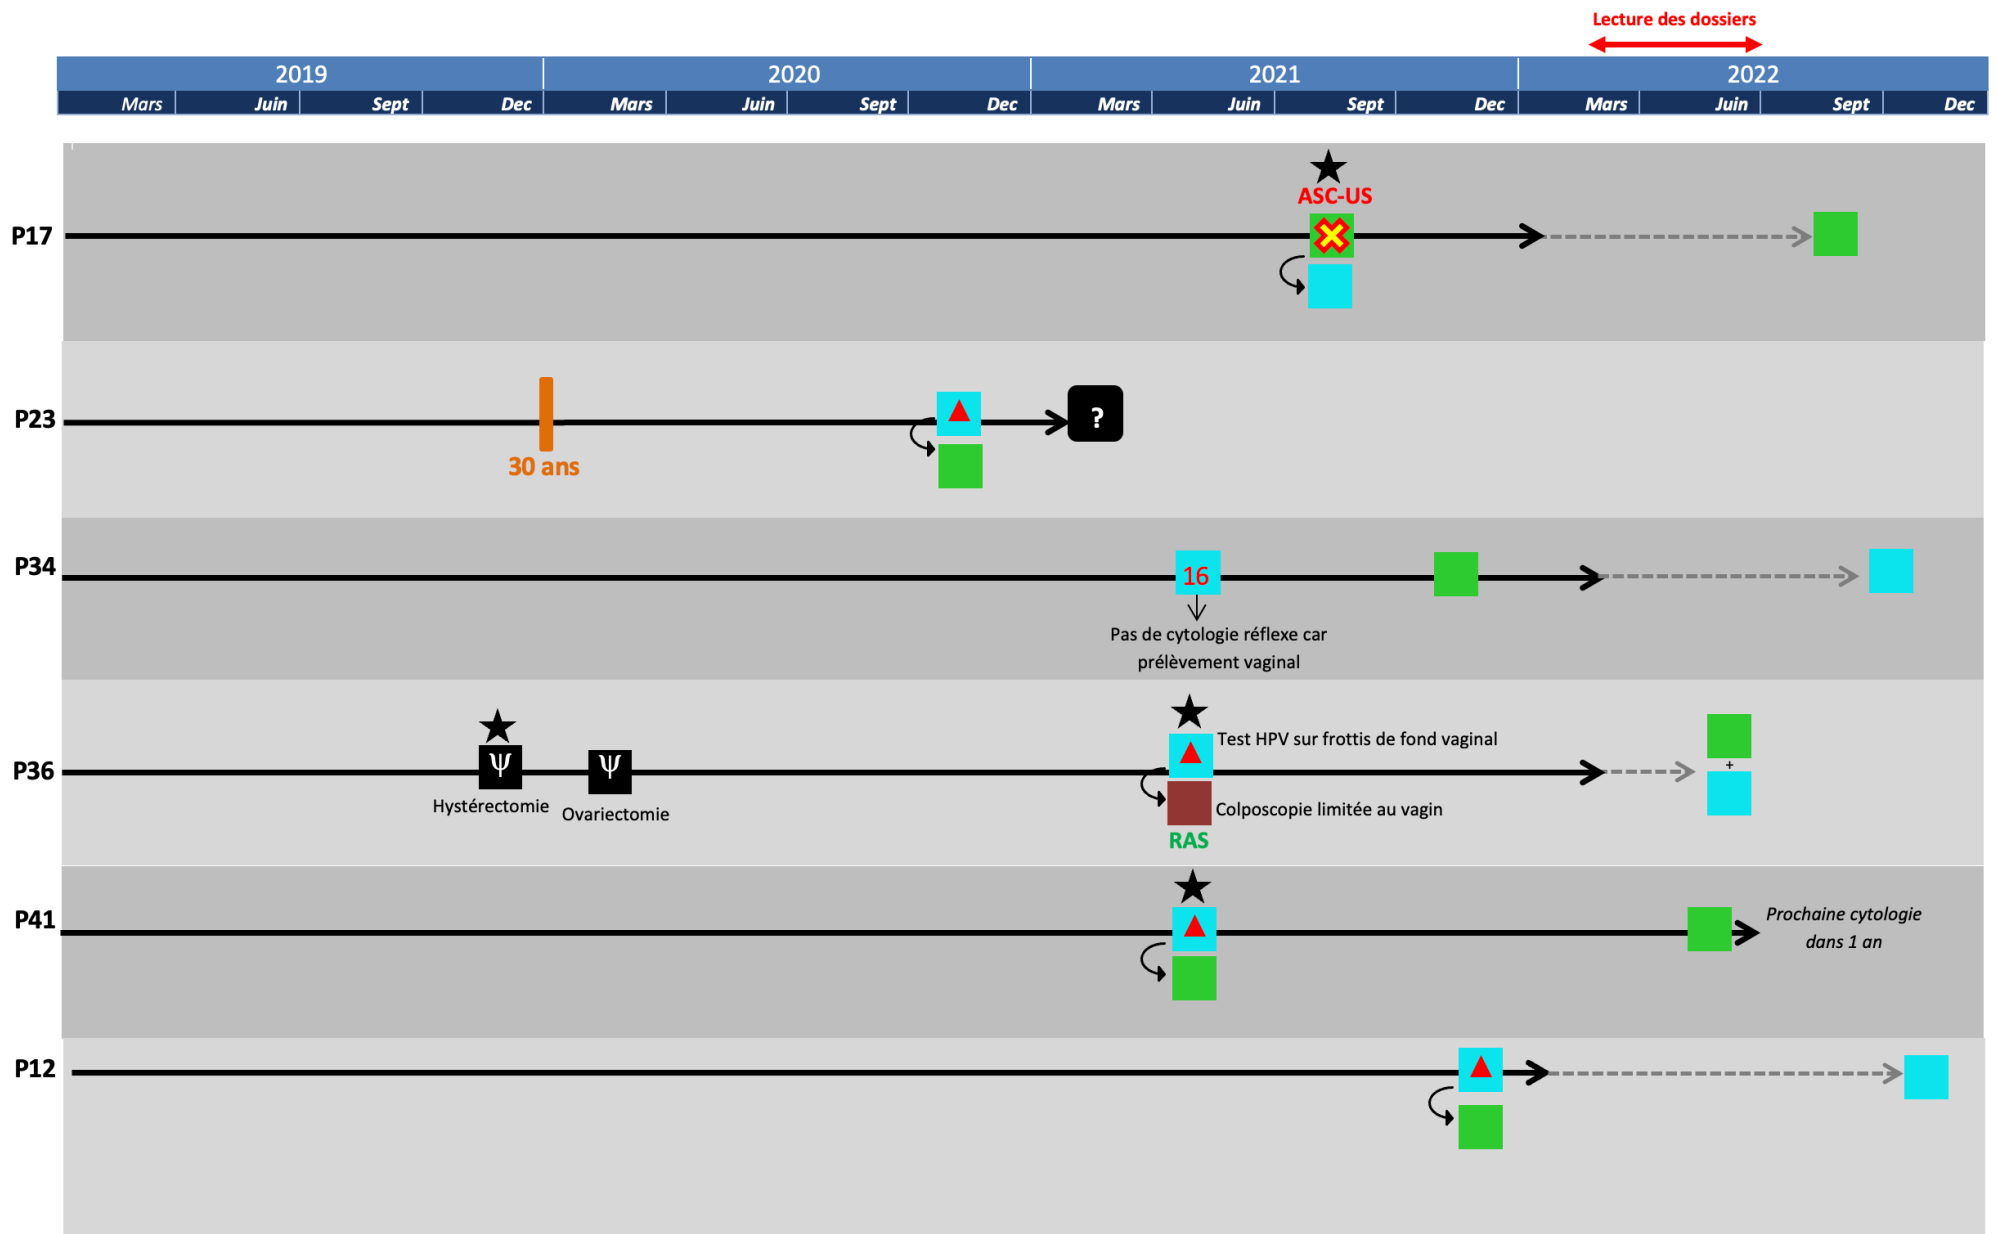 Lecture des dossiers
2019 2020 2021 2022
Mars Juin Sept Dec Mars Juin Sept Dec Mars Juin Sept Dec Mars Juin Sept Dec
ASC-US
P17
P23
?
30 ans
P34
16
Pas de cytologie réflexe car
prélèvement vaginal
Test HPV sur frottis de fond vaginal
P36
Ψ
Ψ
+
Hystérectomie
Ovariectomie
Colposcopie limitée au vagin
RAS
P41
Prochaine cytologie
dans 1 an
P12